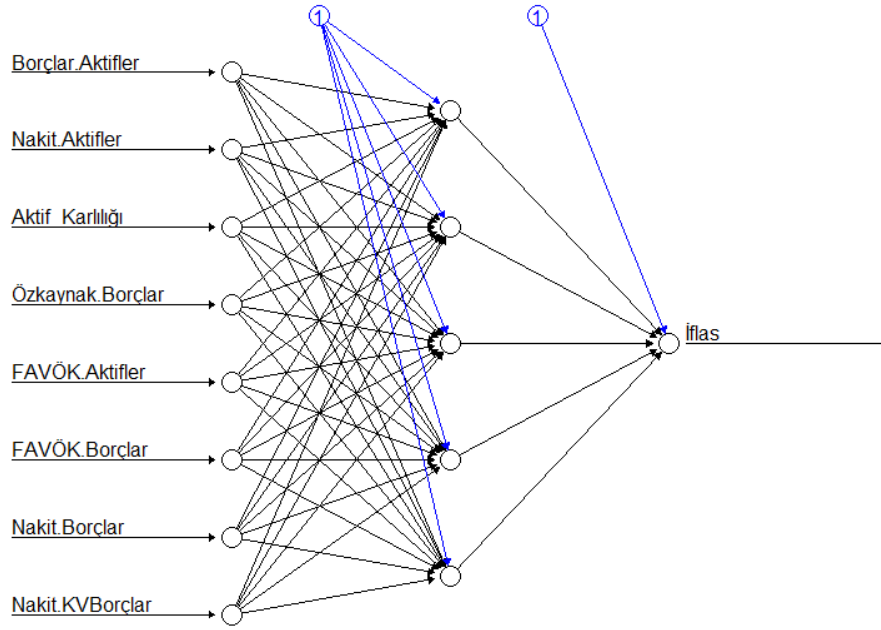 1
1
Borçlar.Aktifler
Nakit.Aktifler
Aktif_Karlılığı
Özkaynak.Borçlar
İflas
FAVÖK.Aktifler
FAVÖK.Borçlar
Nakit.Borçlar
Nakit.KVBorçlar